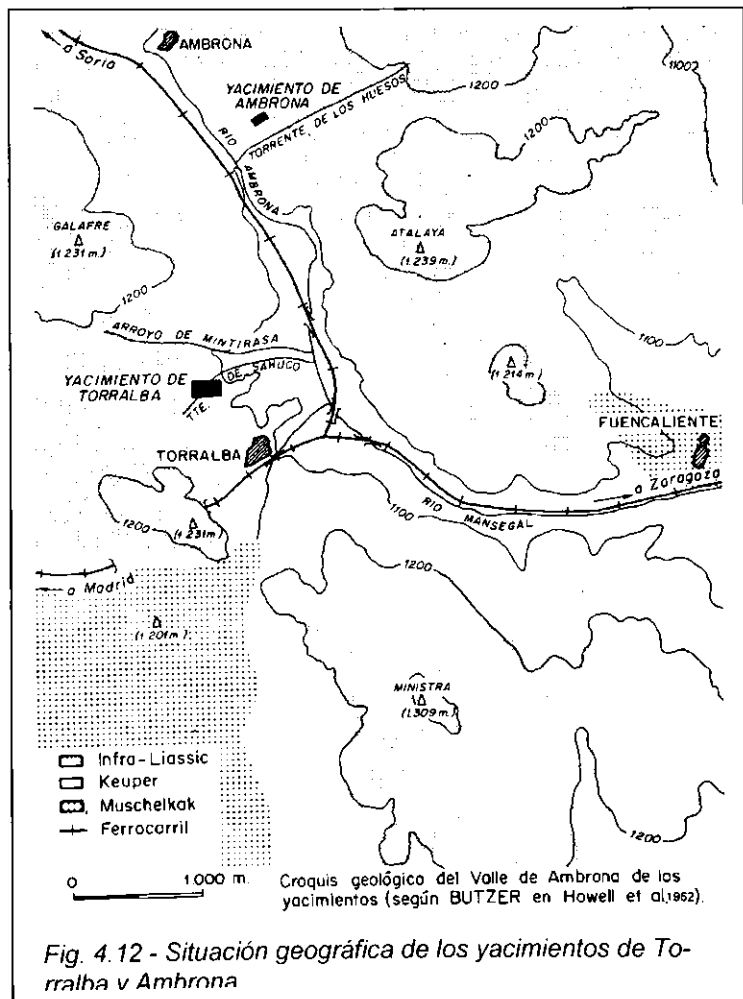 AMBRONA
a Soria
YACIMIENTO DE
AMBRONA
TORRENTE DE LOS HUESOS
RIO
AMBRONA
1200
1100
1200
GALAFRE
(1.231 m.)
1200
ATALAYA
(1.239 m.)
1100
ARROYO DE MINTIRASA
YACIMIENTO DE
TORRALBA
TTE. DE SAHUCO
(1.214 m.)
FUENCALIENTE
TORRALBA
a Zaragoza
RIO
MANSEGAL
1100
1200
(1.231m.)
1200
a Madrid
(1.201m.)
MINISTRA
(1.309 m.)
1200
Infra-Liassic
Keuper
Muschelkak
Ferrocarril
0 1.000 m.
Croquis geológico del Valle de Ambrona de los
yacimientos (según BUTZER en Howell et al,1962).
Fig. 4.12 - Situación geográfica de los yacimientos de To-
rralba y Ambrona